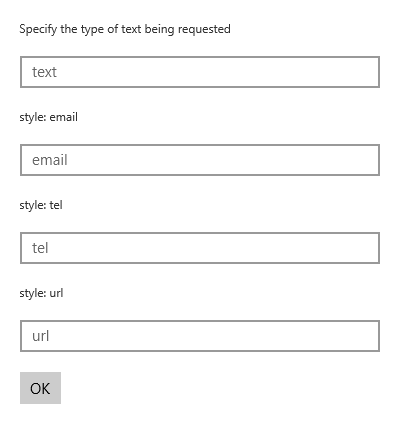 Specify the type of text being requested
text
style: email
email
style: tel
tel
style: url
url
OK